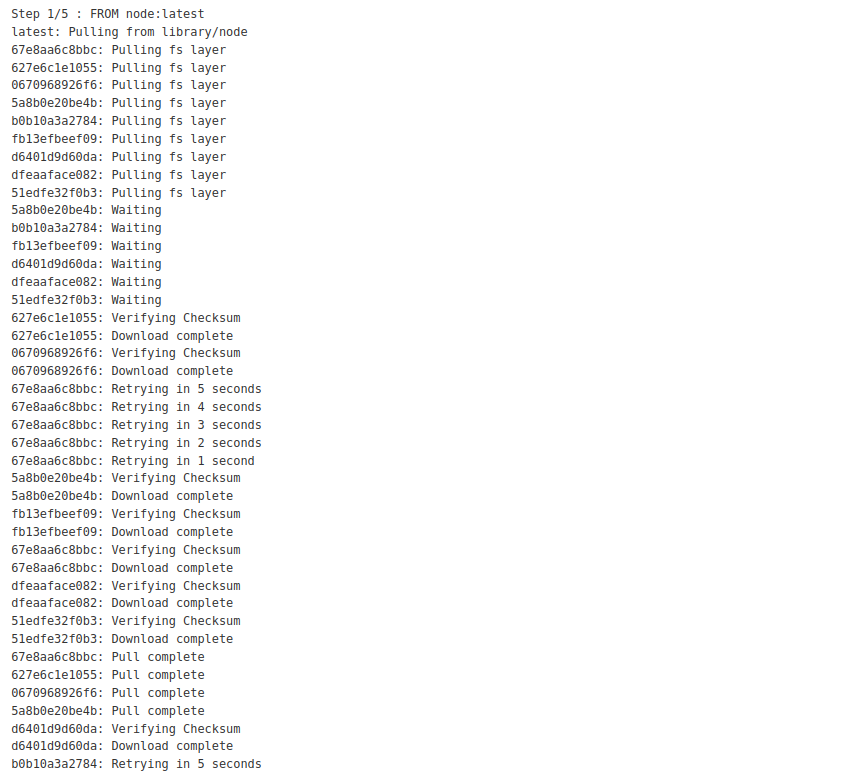 Step 1/5 : FROM node:latest
latest: Pulling from library/node
67e8aa6c8bbc: Pulling fs layer
627e6c1e1055: Pulling fs layer
0670968926f6: Pulling fs layer
5a8b0e20be4b: Pulling fs layer
b0b10a3a2784: Pulling fs layer
fb13efbeef09: Pulling fs layer
d6401d9d60da: Pulling fs layer
dfeaaface082: Pulling fs layer
51edfe32f0b3: Pulling fs layer
5a8b0e20be4b: Waiting
b0b10a3a2784: Waiting
fb13efbeef09: Waiting
d6401d9d60da: Waiting
dfeaaface082: Waiting
51edfe32f0b3: Waiting
627e6c1e1055: Verifying Checksum
627e6c1e1055: Download complete
0670968926f6: Verifying Checksum
0670968926f6: Download complete
67e8aa6c8bbc: Retrying in 5 seconds
67e8aa6c8bbc: Retrying in 4 seconds
67e8aa6c8bbc: Retrying in 3 seconds
67e8aa6c8bbc: Retrying in 2 seconds
67e8aa6c8bbc: Retrying in 1 second
5a8b0e20be4b: Verifying Checksum
5a8b0e20be4b: Download complete
fb13efbeef09: Verifying Checksum
fb13efbeef09: Download complete
67e8aa6c8bbc: Verifying Checksum
67e8aa6c8bbc: Download complete
dfeaaface082: Verifying Checksum
dfeaaface082: Download complete
51edfe32f0b3: Verifying Checksum
51edfe32f0b3: Download complete
67e8aa6c8bbc: Pull complete
627e6c1e1055: Pull complete
0670968926f6: Pull complete
5a8b0e20be4b: Pull complete
d6401d9d60da: Verifying Checksum
d6401d9d60da: Download complete
b0b10a3a2784: Retrying in 5 seconds